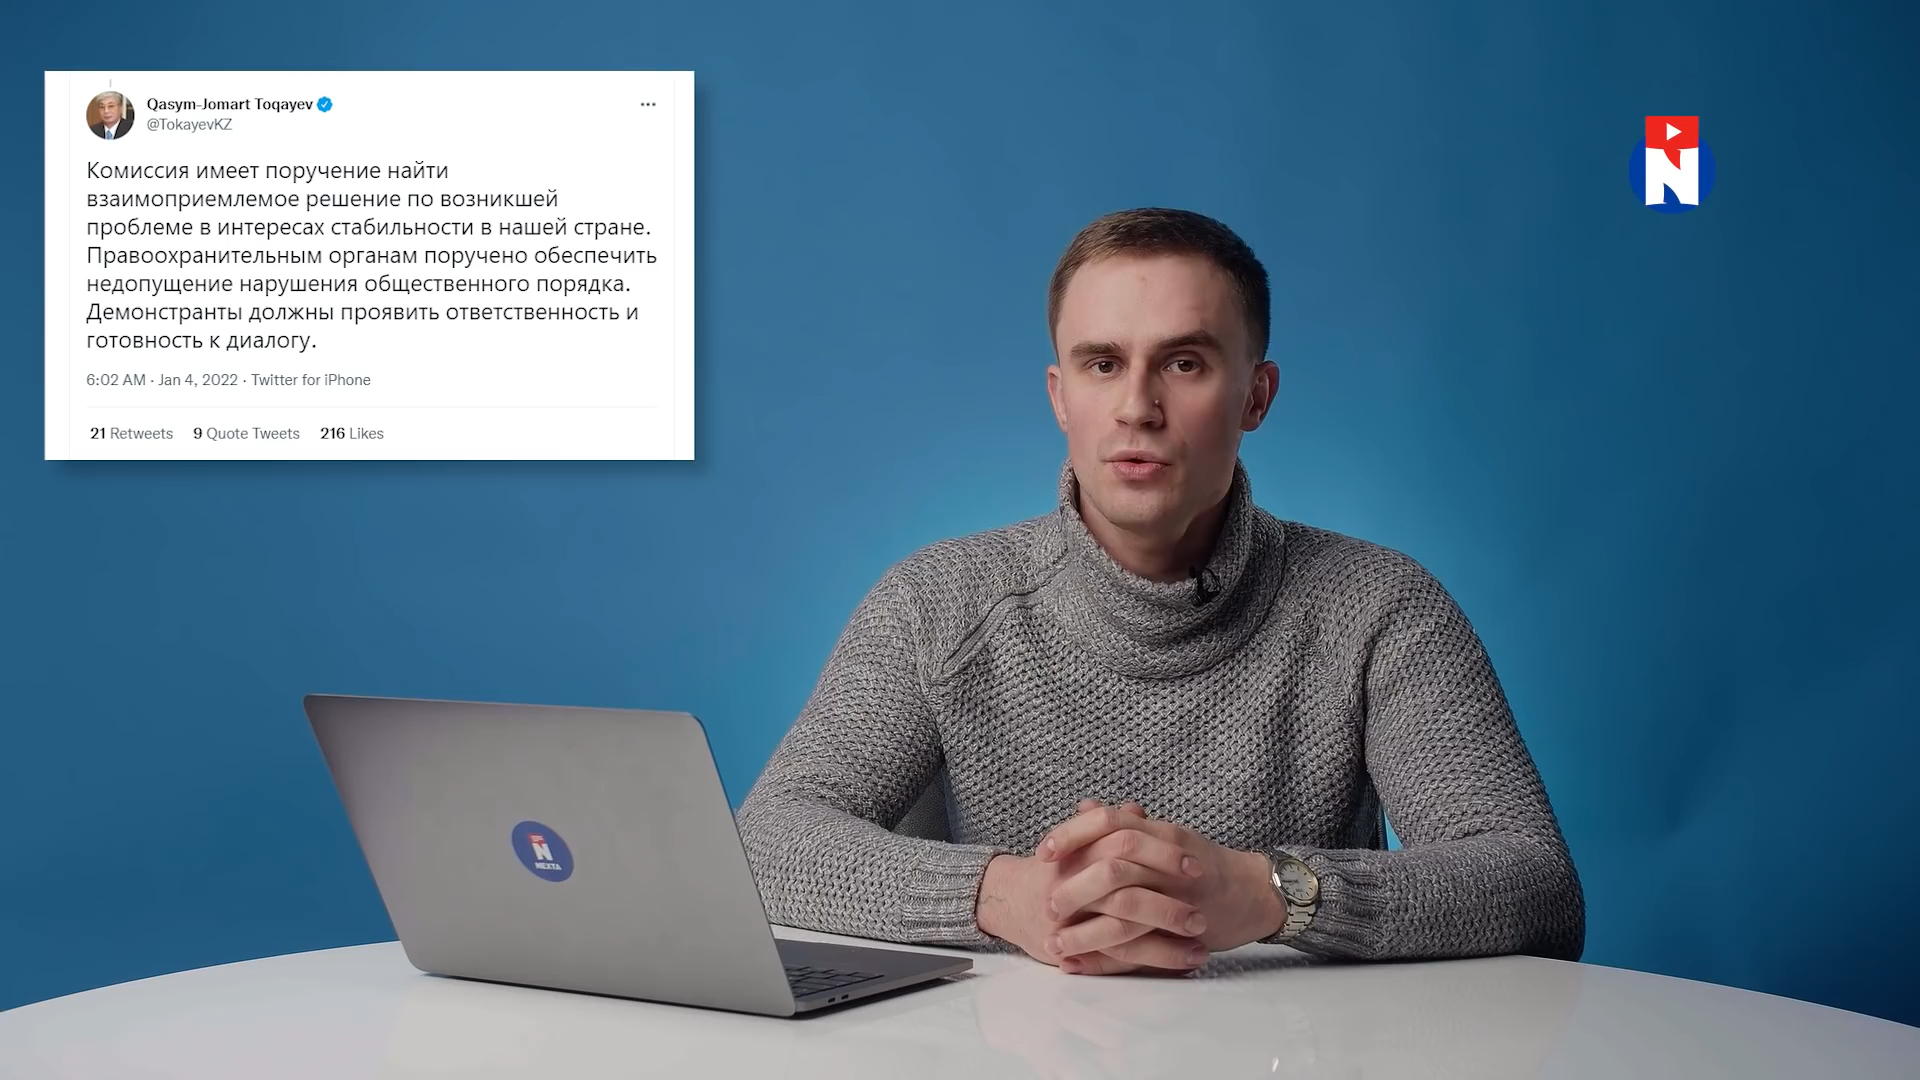 Qasym-Jomart Toqayev
@TokayevKZ
Комиссия имеет поручение найти
взаимоприемлемое решение по возникшей
проблеме в интересах стабильности в нашей стране.
Правоохранительным органам поручено обеспечить
недопущение нарушения общественного порядка.
Демонстранты должны проявить ответственность и
готовность к диалогу.
6:02 AM · Jan 4, 2022 · Twitter for iPhone
21 Retweets 9 Quote Tweets 216 Likes
N
N
NEXTA